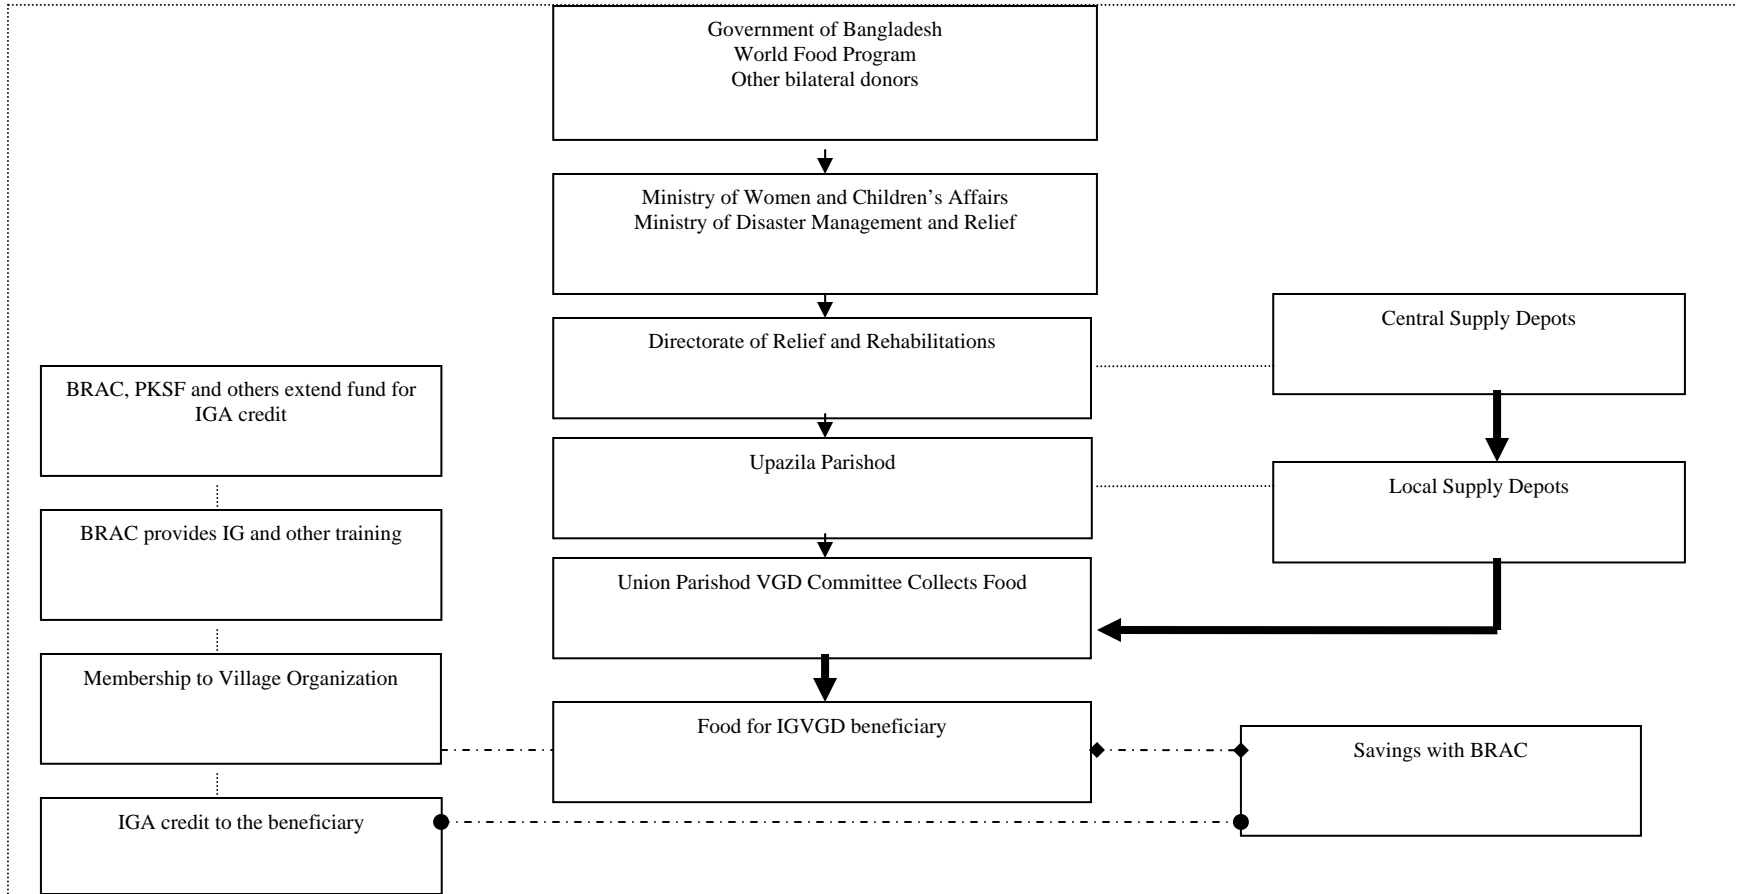 Government of Bangladesh
World Food Program
Other bilateral donors
Ministry of Women and Children’s Affairs
Ministry of Disaster Management and Relief
Directorate of Relief and Rehabilitations
Central Supply Depots
BRAC, PKSF and others extend fund for
IGA credit
Upazila Parishod
Local Supply Depots
BRAC provides IG and other training
Union Parishod VGD Committee Collects Food
Membership to Village Organization
Food for IGVGD beneficiary
Savings with BRAC
IGA credit to the beneficiary